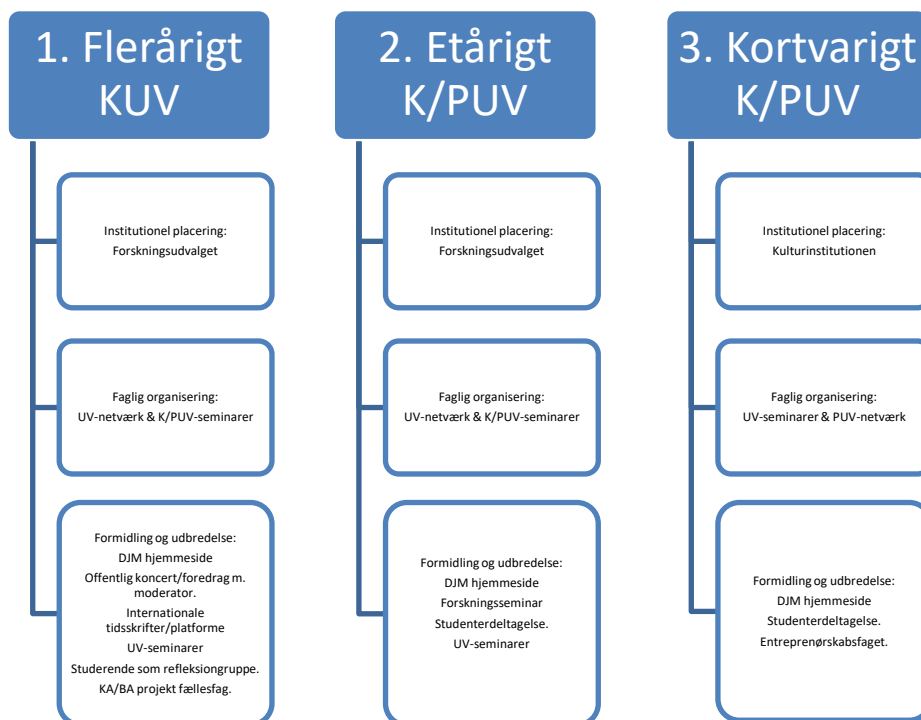 1. Flerårigt
KUV
Institutionel placering:
Forskningsudvalget
Faglig organisering:
UV-netværk & K/PUV-seminarer
Formidling og udbredelse:
DJM hjemmeside
Offentlig koncert/foredrag m.
moderator.
Internationale
tidsskrifter/platforme
UV-seminarer
Studerende som refleksiongruppe.
KA/BA projekt fællesfag.
2. Etårigt
K/PUV
Institutionel placering:
Forskningsudvalget
Faglig organisering:
UV-netværk & K/PUV-seminarer
Formidling og udbredelse:
DJM hjemmeside
Forskningsseminar
Studenterdeltagelse.
UV-seminarer
3. Kortvarigt
K/PUV
Institutionel placering:
Kulturinstitutionen
Faglig organisering:
UV-seminarer & PUV-netværk
Formidling og udbredelse:
DJM hjemmeside
Studenterdeltagelse.
Entreprenørskabsfaget.